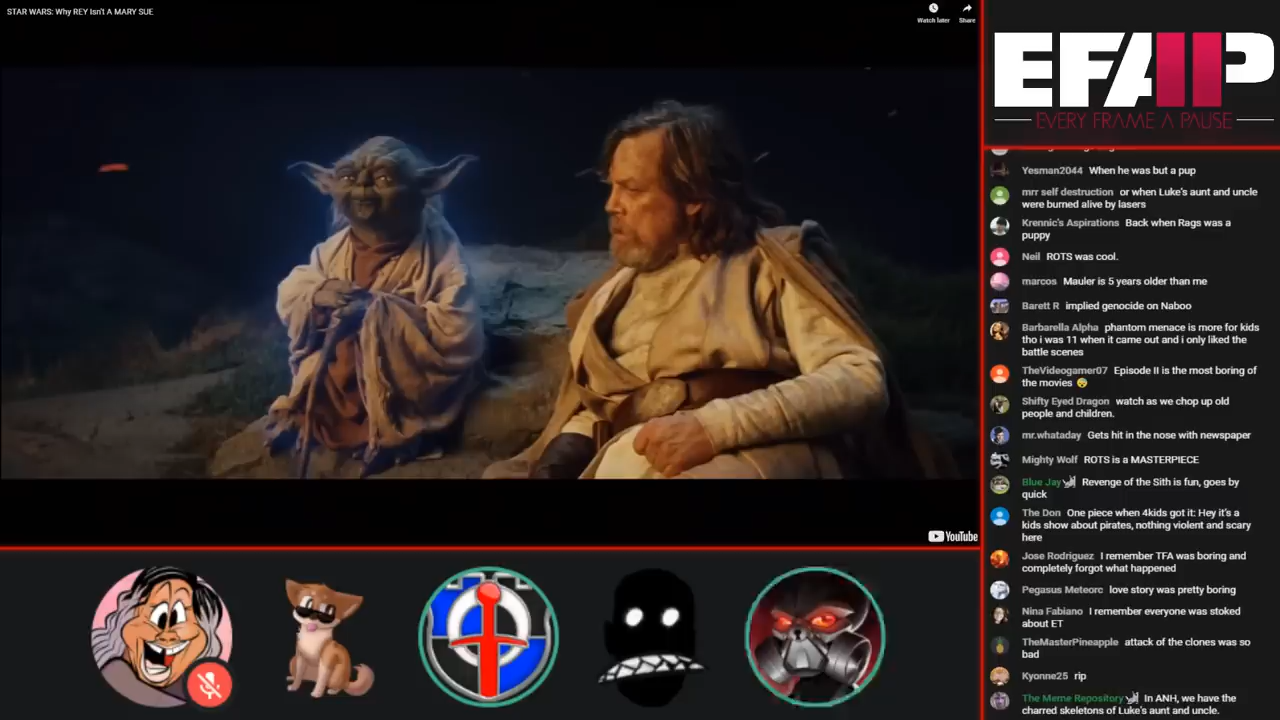 STAR WARS: Why REY Isn't A MARY SUE
Watch later
Share
EFAP
EVERY FRAME A PAUSE
Yesman2044 When he was but a pup
mrr self destruction or when Luke's aunt and uncle
were burned alive by lasers
Krennic's Aspirations Back when Rags was a
puppy
Neil ROTS was cool.
marcos Mauler is 5 years older than me
Barett R implied genocide on Naboo
Barbarella Alpha phantom menace is more for kids
tho i was 11 when it came out and i only liked the
battle scenes
TheVideogamer07 Episode II is the most boring of
the movies 😴
Shifty Eyed Dragon watch as we chop up old
people and children.
mr.whataday Gets hit in the nose with newspaper
Mighty Wolf ROTS is a MASTERPIECE
Blue Jay Revenge of the Sith is fun, goes by
quick
The Don One piece when 4kids got it: Hey it's a
kids show about pirates, nothing violent and scary
here
Jose Rodriguez I remember TFA was boring and
completely forgot what happened
Pegasus Meteorc love story was pretty boring
Nina Fabiano I remember everyone was stoked
about ET
TheMasterPineapple attack of the clones was so
bad
Kyonne25 rip
The Meme Repository In ANH, we have the
charred skeletons of Luke's aunt and uncle.
YouTube